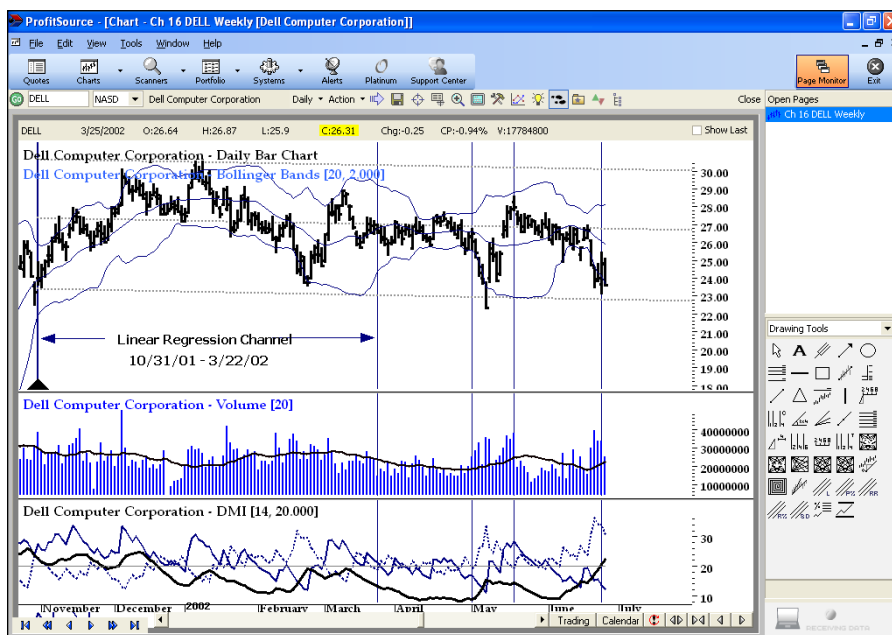 ProfitSource - [Chart - Ch 16 DELL Weekly [Dell Computer Corporation]]
File Edit View Tools Window Help
Quotes Charts Scanners Portfolio Systems Alerts Platinum Support Center Page Monitor Exit
GO DELL NASD Dell Computer Corporation Daily Action Close Open Pages
Ch 16 DELL Weekly
DELL 3/25/2002 O:26.64 H:26.87 L:25.9 C:26.31 Chg:-0.25 CP:-0.94% V:17784800 Show Last
Dell Computer Corporation - Daily Bar Chart
Dell Computer Corporation - Bollinger Bands [20, 2.000]
30.00
29.00
28.00
27.00
26.00
25.00
24.00
23.00
22.00
21.00
20.00
19.00
18.00
Linear Regression Channel
10/31/01 - 3/22/02
Drawing Tools
Dell Computer Corporation - Volume [20]
40000000
30000000
20000000
10000000
Dell Computer Corporation - DMI [14, 20.000]
30
20
10
November December 2002 February March April May June July
Trading Calendar
RECEIVING DATA